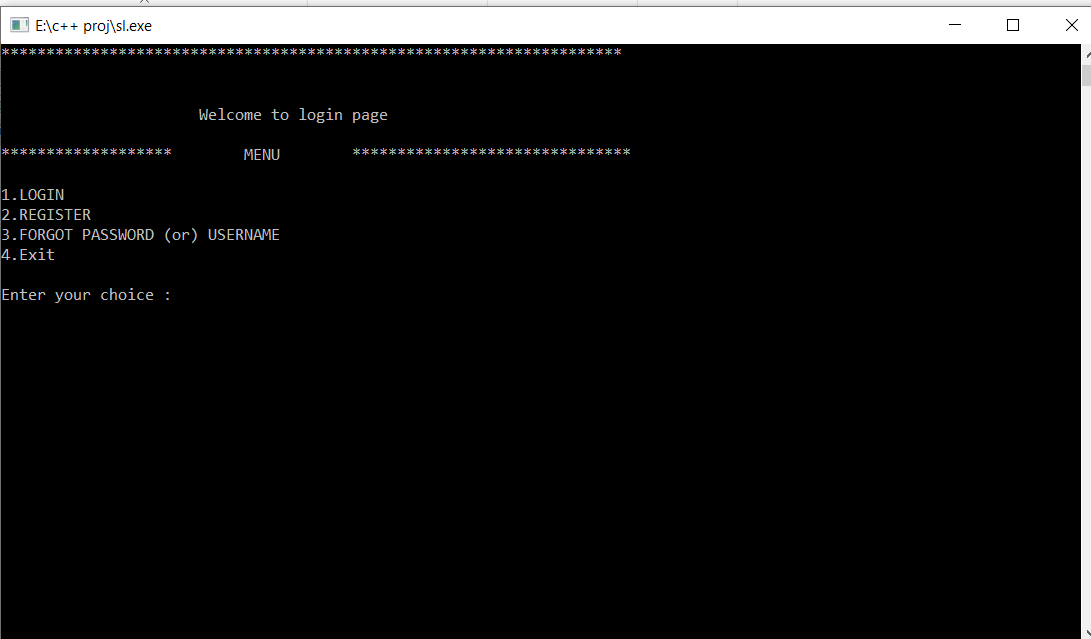 E:\c++ proj\sl.exe
*********************************************************************
Welcome to login page
******************* MENU *******************************
1.LOGIN
2.REGISTER
3.FORGOT PASSWORD (or) USERNAME
4.Exit
Enter your choice :